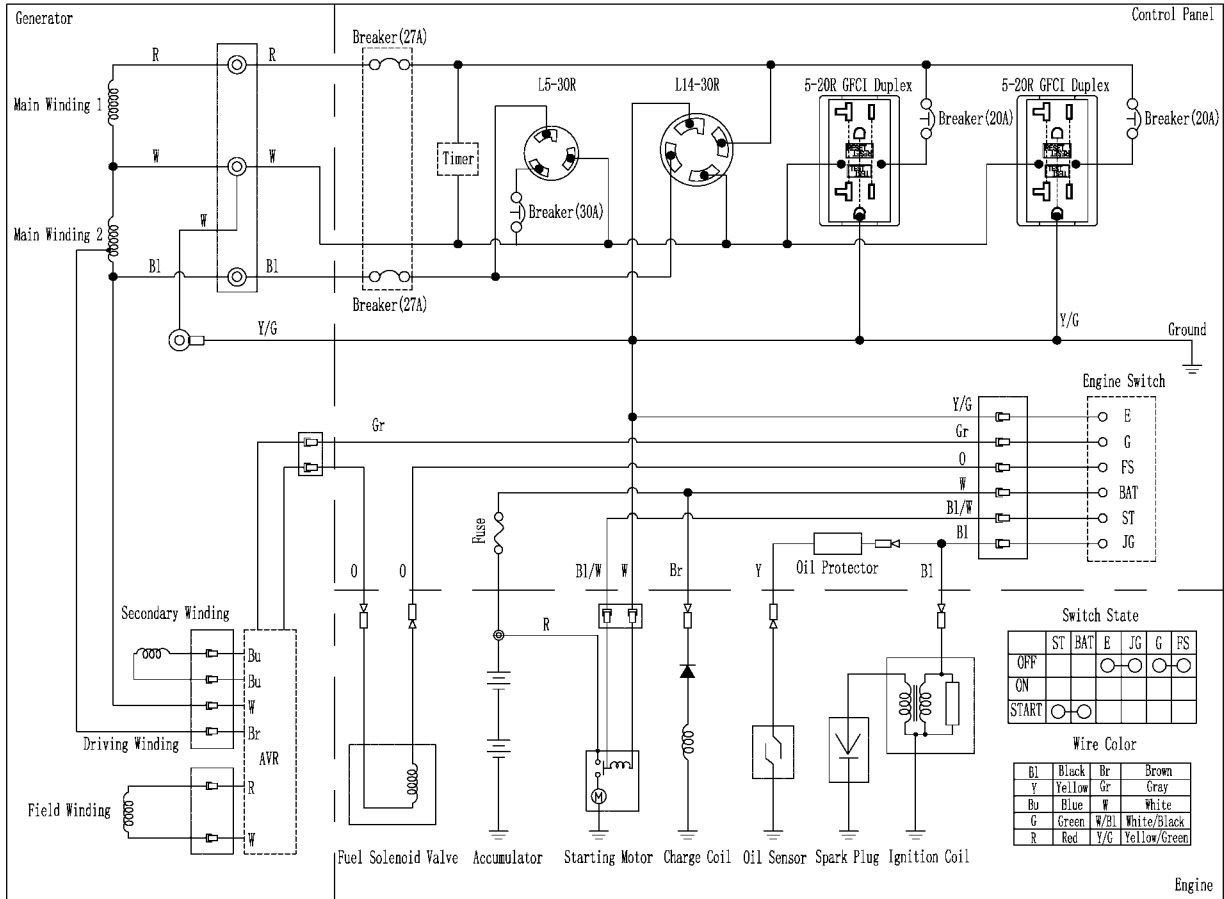 Generator
Control Panel
Breaker(27A)
R
R
L5-30R
L14-30R
5-20R GFCI Duplex
5-20R GFCI Duplex
Main Winding 1
Breaker(20A)
Breaker(20A)
W
W
Timer
RESET
RESET
Breaker(30A)
Main Winding 2
W
Bl
Bl
Breaker(27A)
Y/G
Y/G
Ground
Engine Switch
Y/G
E
Gr
Gr
G
O
FS
W
BAT
Fuse
Bl/W
ST
Bl
JG
Oil Protector
O
O
Bl/W
W
Br
Y
Bl
Secondary Winding
R
Switch State
ST BAT E JG G FS
OFF
ON
START
Bu
Bu
W
Br
Driving Winding
AVR
Wire Color
Bl Black Br Brown
Y Yellow Gr Gray
Bu Blue W White
G Green W/Bl White/Black
R Red Y/G Yellow/Green
R
Field Winding
M
W
Fuel Solenoid Valve
Accumulator
Starting Motor
Charge Coil
Oil Sensor
Spark Plug
Ignition Coil
Engine